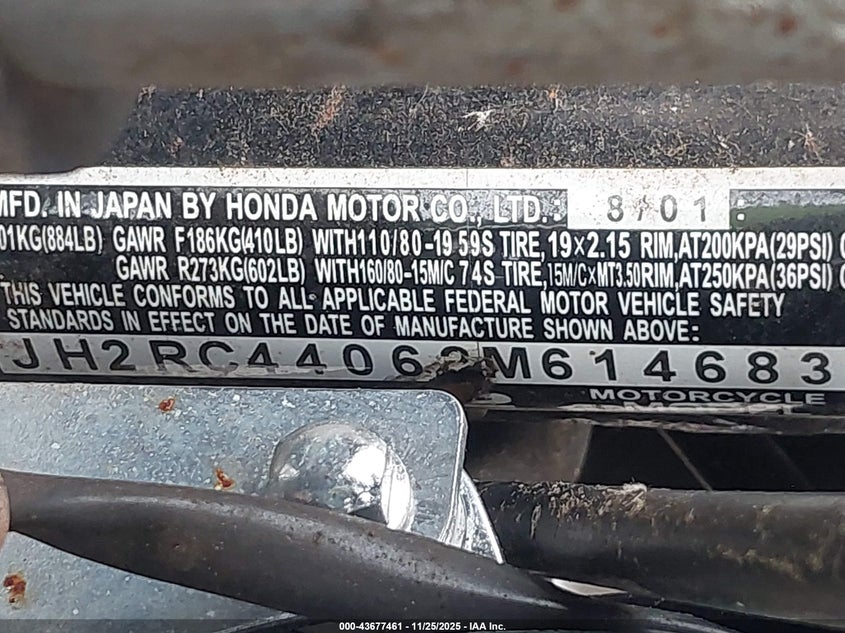 MFD. IN JAPAN BY HONDA MOTOR CO., LTD.: 8/01 :
01KG(884LB) GAWR F186KG(410LB) WITH110/80-19 59S TIRE,19×2.15 RIM,AT200KPA(29PSI)
GAWR R273KG(602LB) WITH160/80-15M/C 74S TIRE,15M/C×MT3.50RIM,AT250KPA(36PSI)
THIS VEHICLE CONFORMS TO ALL APPLICABLE FEDERAL MOTOR VEHICLE SAFETY
STANDARDS IN EFFECT ON THE DATE OF MANUFACTURE SHOWN ABOVE:
JH2RC44062M614683
MOTORCYCLE
000-43677461 - 11/25/2025 - IAA Inc.